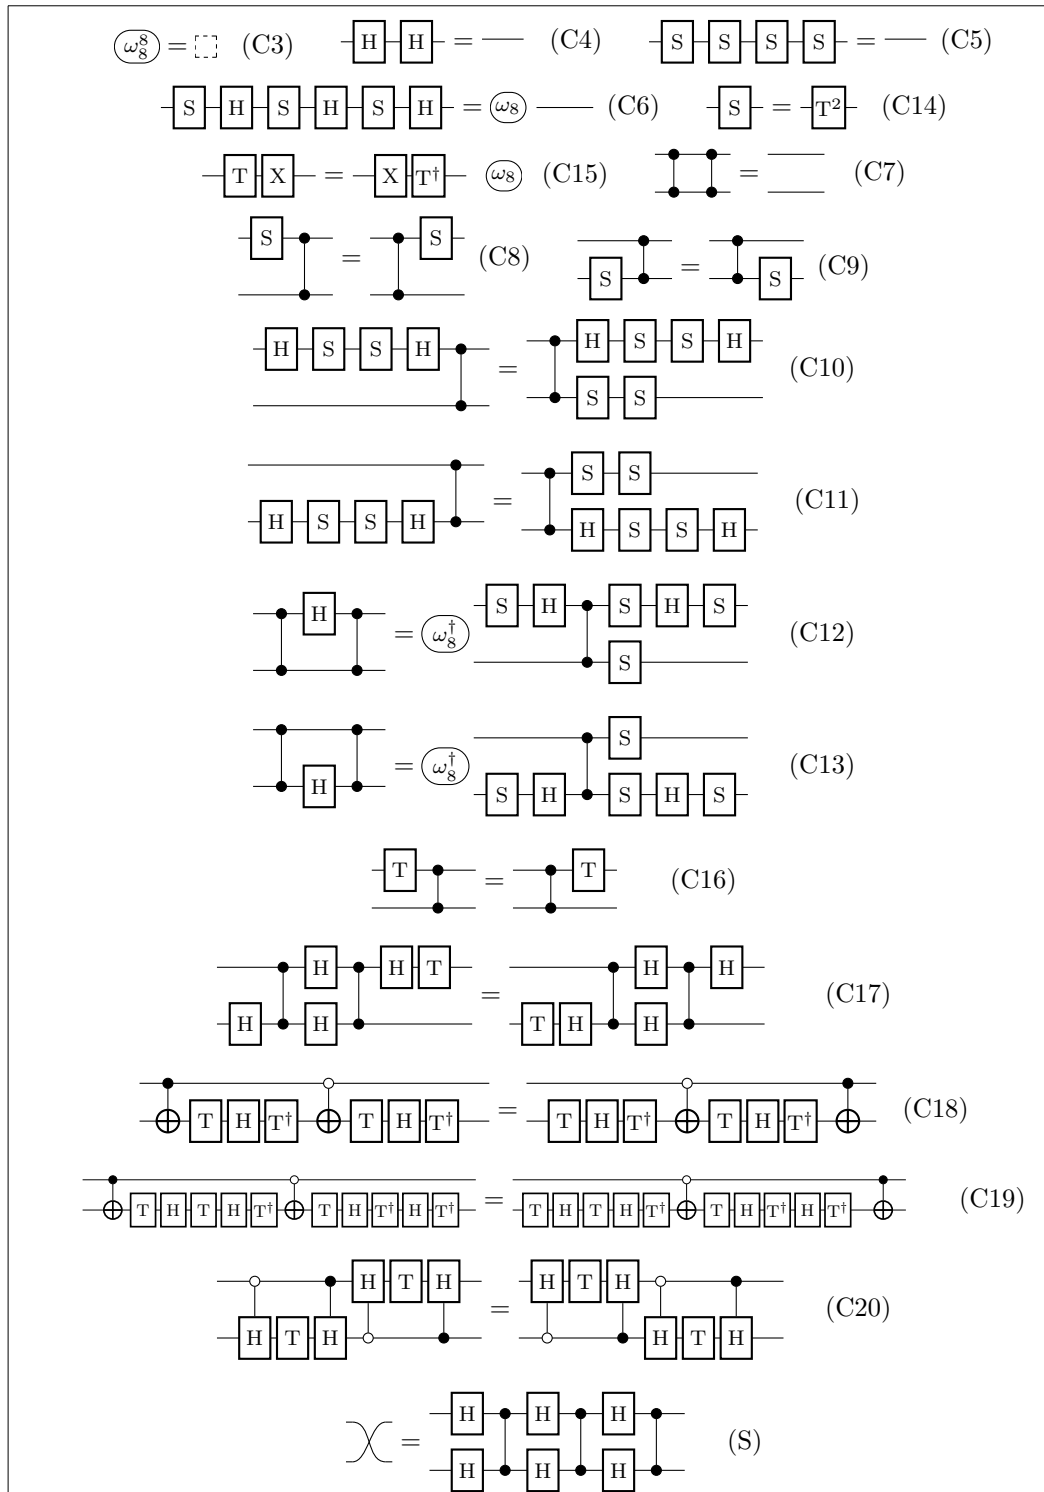 ω₈⁸ = (C3) H H = (C4) S S S S = (C5)
S H S H S H = ω₈ (C6) S = T² (C14)
T X = X T† ω₈ (C15) = (C7)
S = S (C8) S = S (C9)
H S S H = H S S H S S (C10)
H S S H = S S H S S H (C11)
H = ω₈† S H S H S S (C12)
H = ω₈† S S H S H S (C13)
T = T (C16)
H H H H T = T H H H H (C17)
T H T† T H T† = T H T† T H T† (C18)
T H T H T† T H T† H T† = T H T H T† T H T† H T† (C19)
H T H H T H = H T H H T H (C20)
= H H H H H H (S)